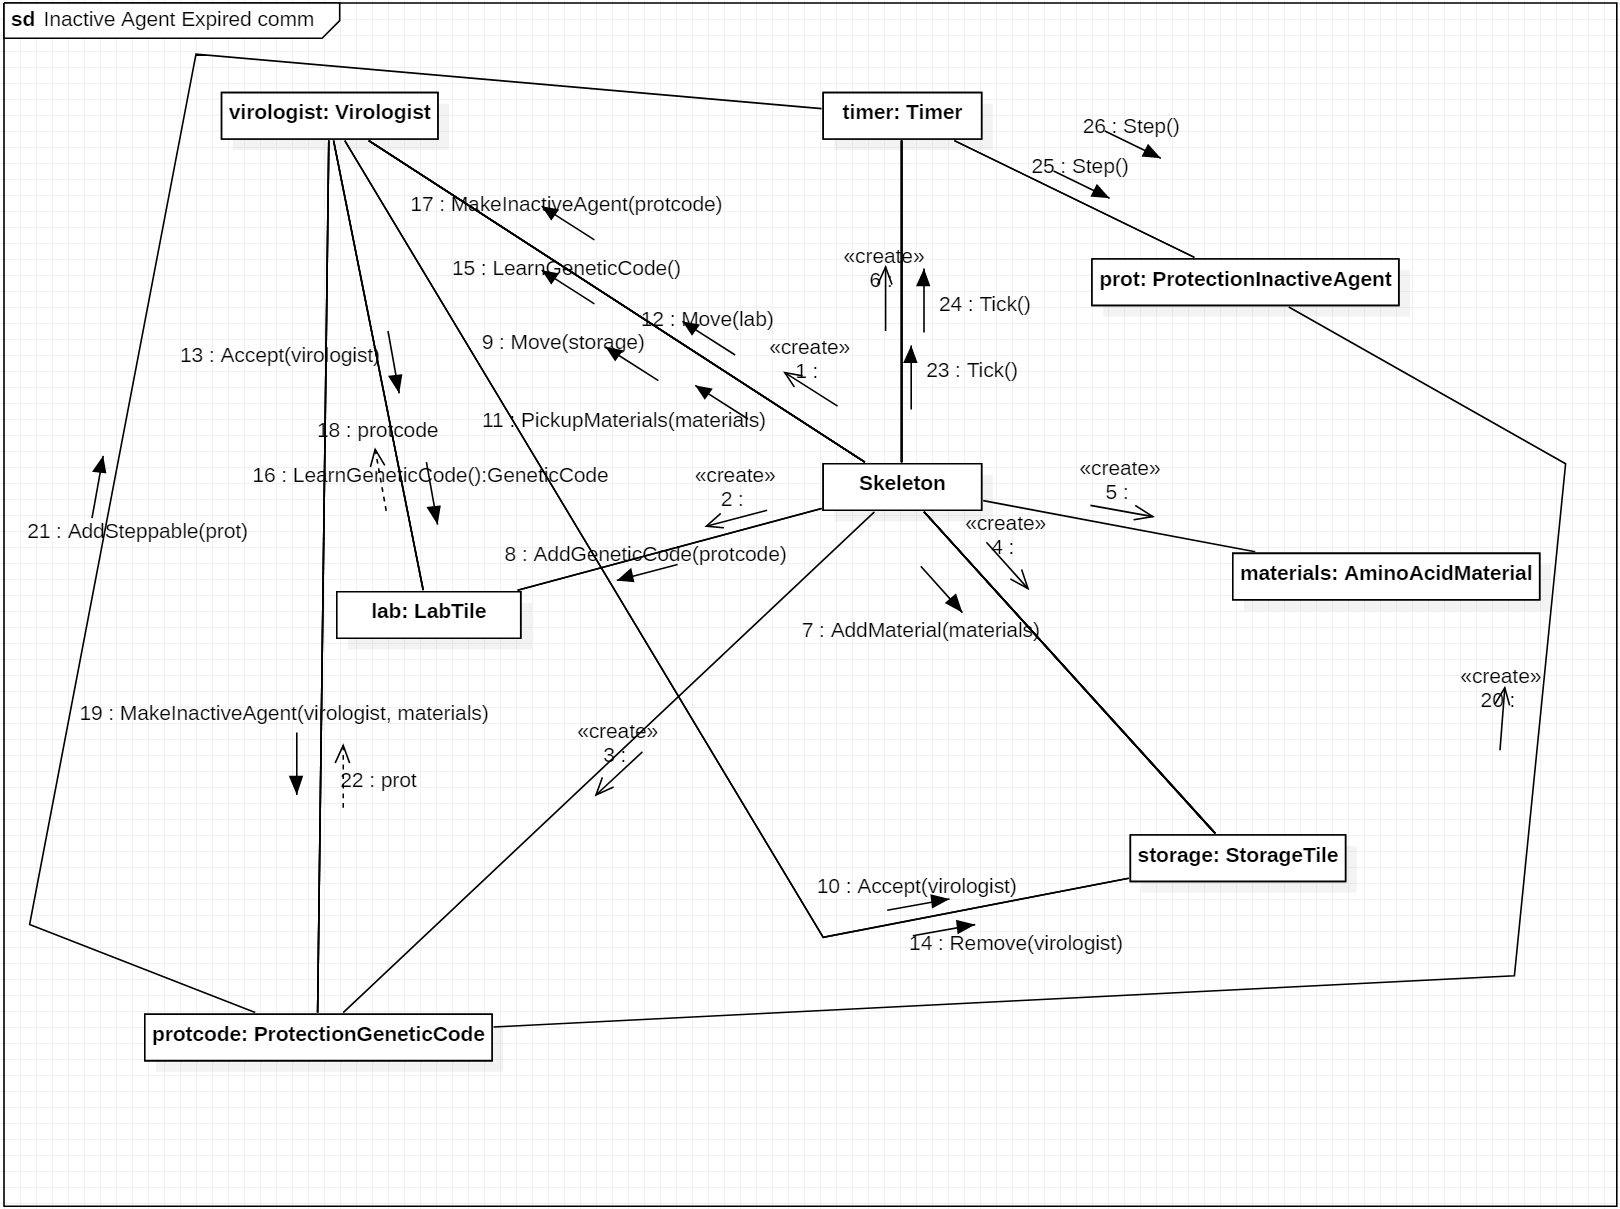 sd Inactive Agent Expired comm
virologist: Virologist
timer: Timer
26 : Step()
25 : Step()
17 : MakeInactiveAgent(protcode)
15 : LearnGeneticCode()
«create»
6 :
prot: ProtectionInactiveAgent
24 : Tick()
12 : Move(lab)
9 : Move(storage)
«create»
1 :
13 : Accept(virologist)
23 : Tick()
11 : PickupMaterials(materials)
18 : protcode
16 : LearnGeneticCode():GeneticCode
«create»
2 :
Skeleton
«create»
5 :
21 : AddSteppable(prot)
«create»
4 :
8 : AddGeneticCode(protcode)
materials: AminoAcidMaterial
lab: LabTile
7 : AddMaterial(materials)
«create»
20 :
19 : MakeInactiveAgent(virologist, materials)
«create»
3 :
22 : prot
storage: StorageTile
10 : Accept(virologist)
14 : Remove(virologist)
protcode: ProtectionGeneticCode